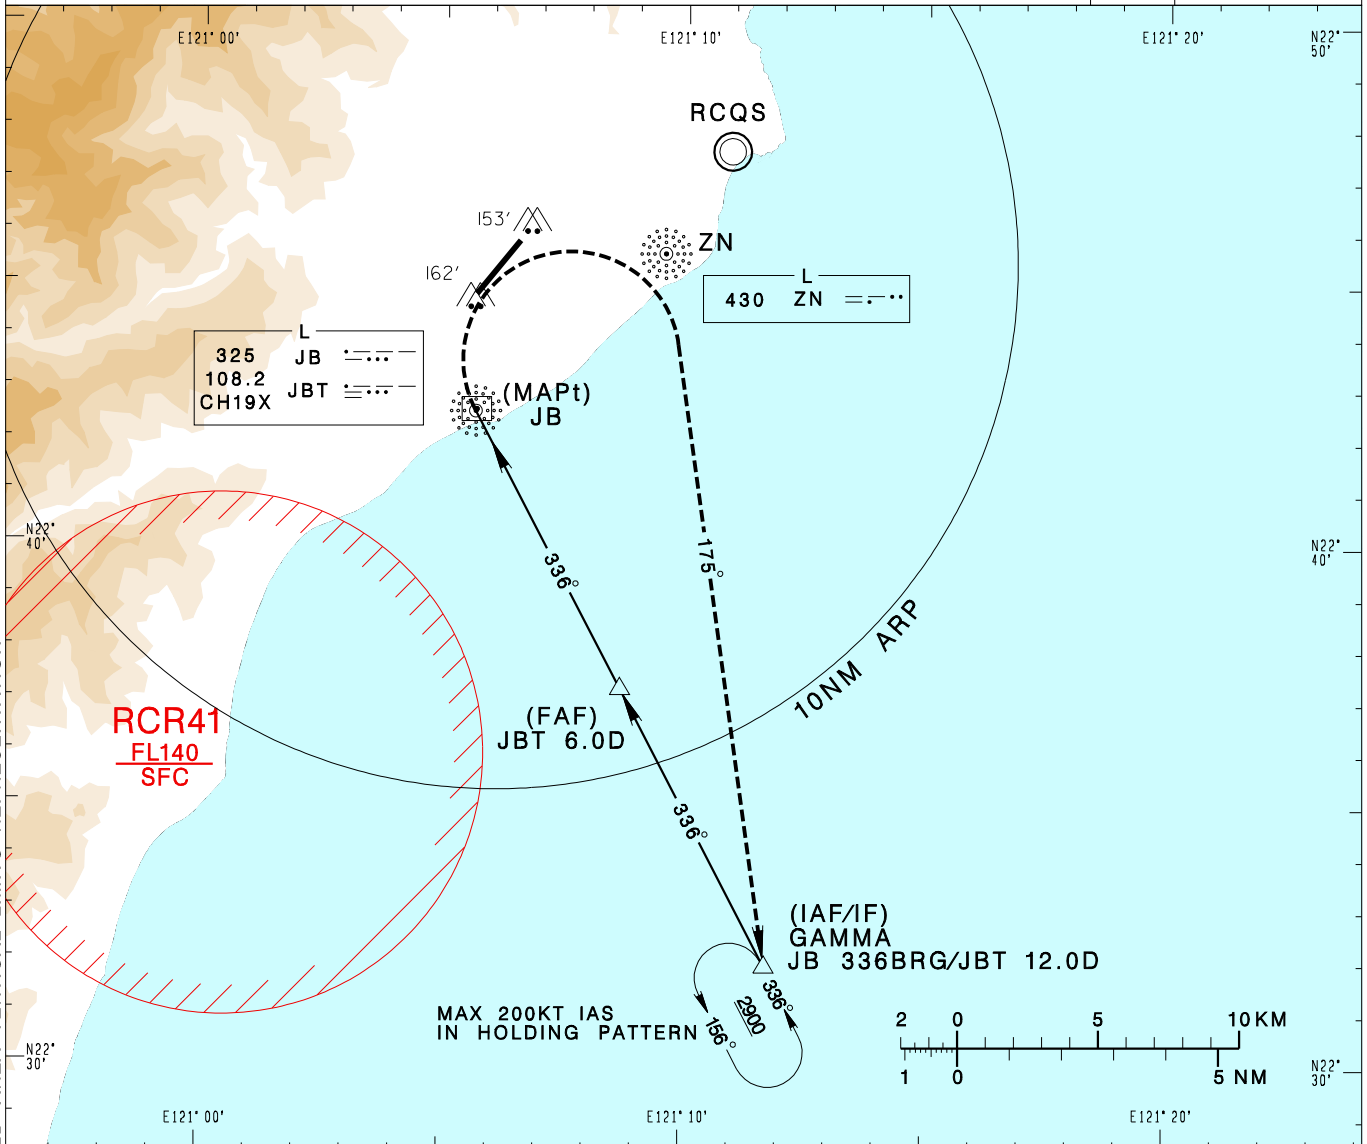 E121° 00'
E121° 10'
E121° 20'
N22°
50'
RCQS
153'
ZN
162'
L
430 ZN
L
325 JB
108.2
CH19X
JBT
(MAPt)
JB
N22°
40'
N22°
40'
336°
175°
10NM ARP
RCR41
FL140
SFC
(FAF)
JBT 6.0D
336°
(IAF/IF)
GAMMA
JB 336BRG/JBT 12.0D
336°
2900
156°
MAX 200KT IAS
IN HOLDING PATTERN
2 0 5 10KM
1 0 5 NM
N22°
30'
N22°
30'
E121° 00'
E121° 10'
E121° 20'